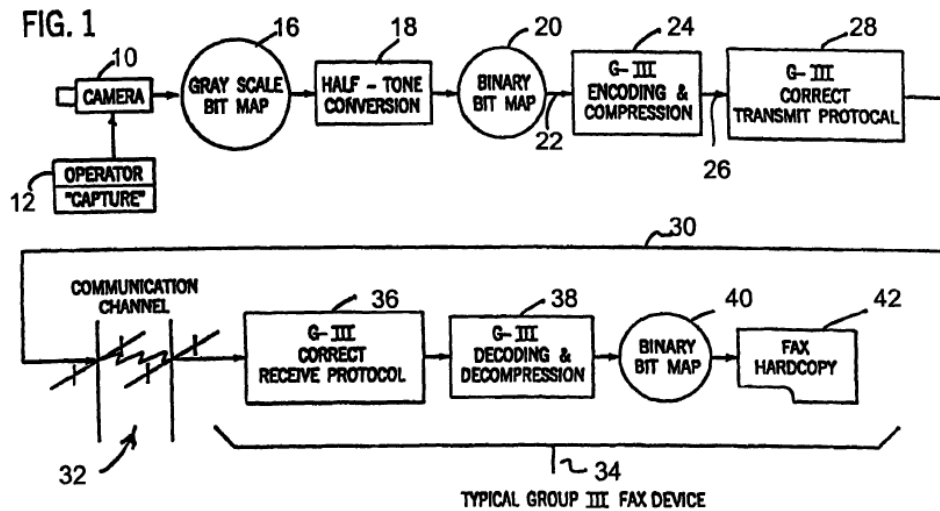 FIG. 1
10
CAMERA
12
OPERATOR
"CAPTURE"
16
GRAY SCALE
BIT MAP
18
HALF - TONE
CONVERSION
20
BINARY
BIT MAP
22
24
G-III
ENCODING &
COMPRESSION
26
28
G-III
CORRECT
TRANSMIT PROTOCAL
30
COMMUNICATION
CHANNEL
32
36
G-III
CORRECT
RECEIVE PROTOCOL
38
G-III
DECODING &
DECOMPRESSION
40
BINARY
BIT MAP
42
FAX
HARDCOPY
34
TYPICAL GROUP III FAX DEVICE